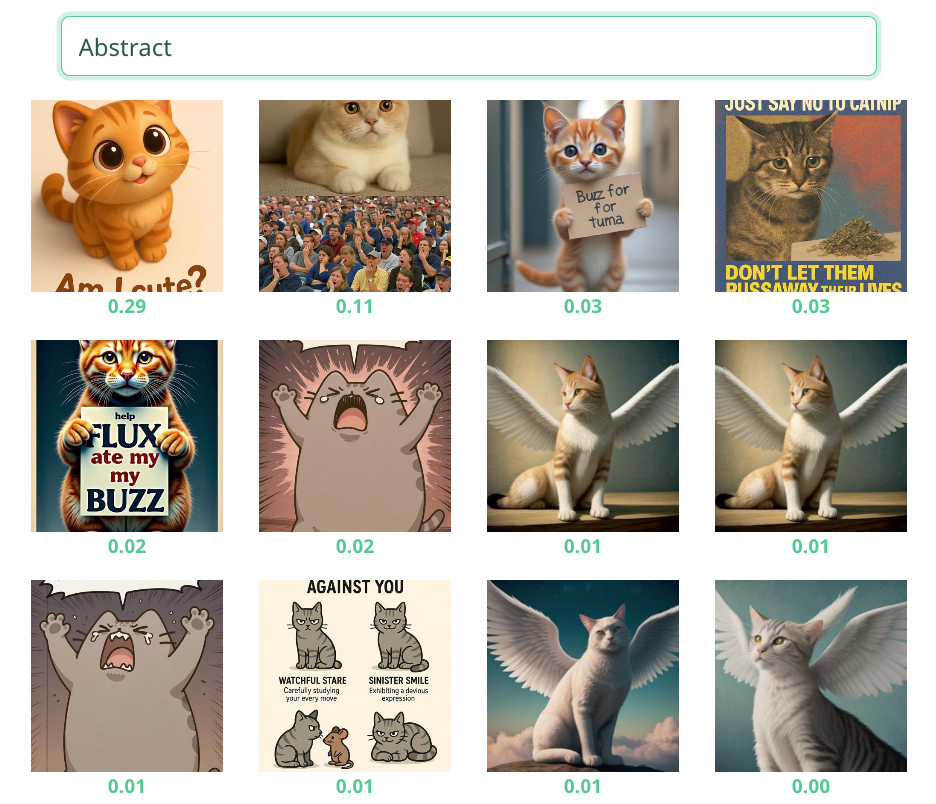 Abstract
Am I cute?
Buzz for
for
tuma
JUST SAY NO TO CATNIP
DON'T LET THEM
PUSSAWAY THEIR LIVES
0.29
0.11
0.03
0.03
help
FLUX
ate my
my
BUZZ
0.02
0.02
0.01
0.01
AGAINST YOU
WATCHFUL STARE
Carefully studying
your every move
SINISTER SMILE
Exhibiting a devious
expression
0.01
0.01
0.01
0.00